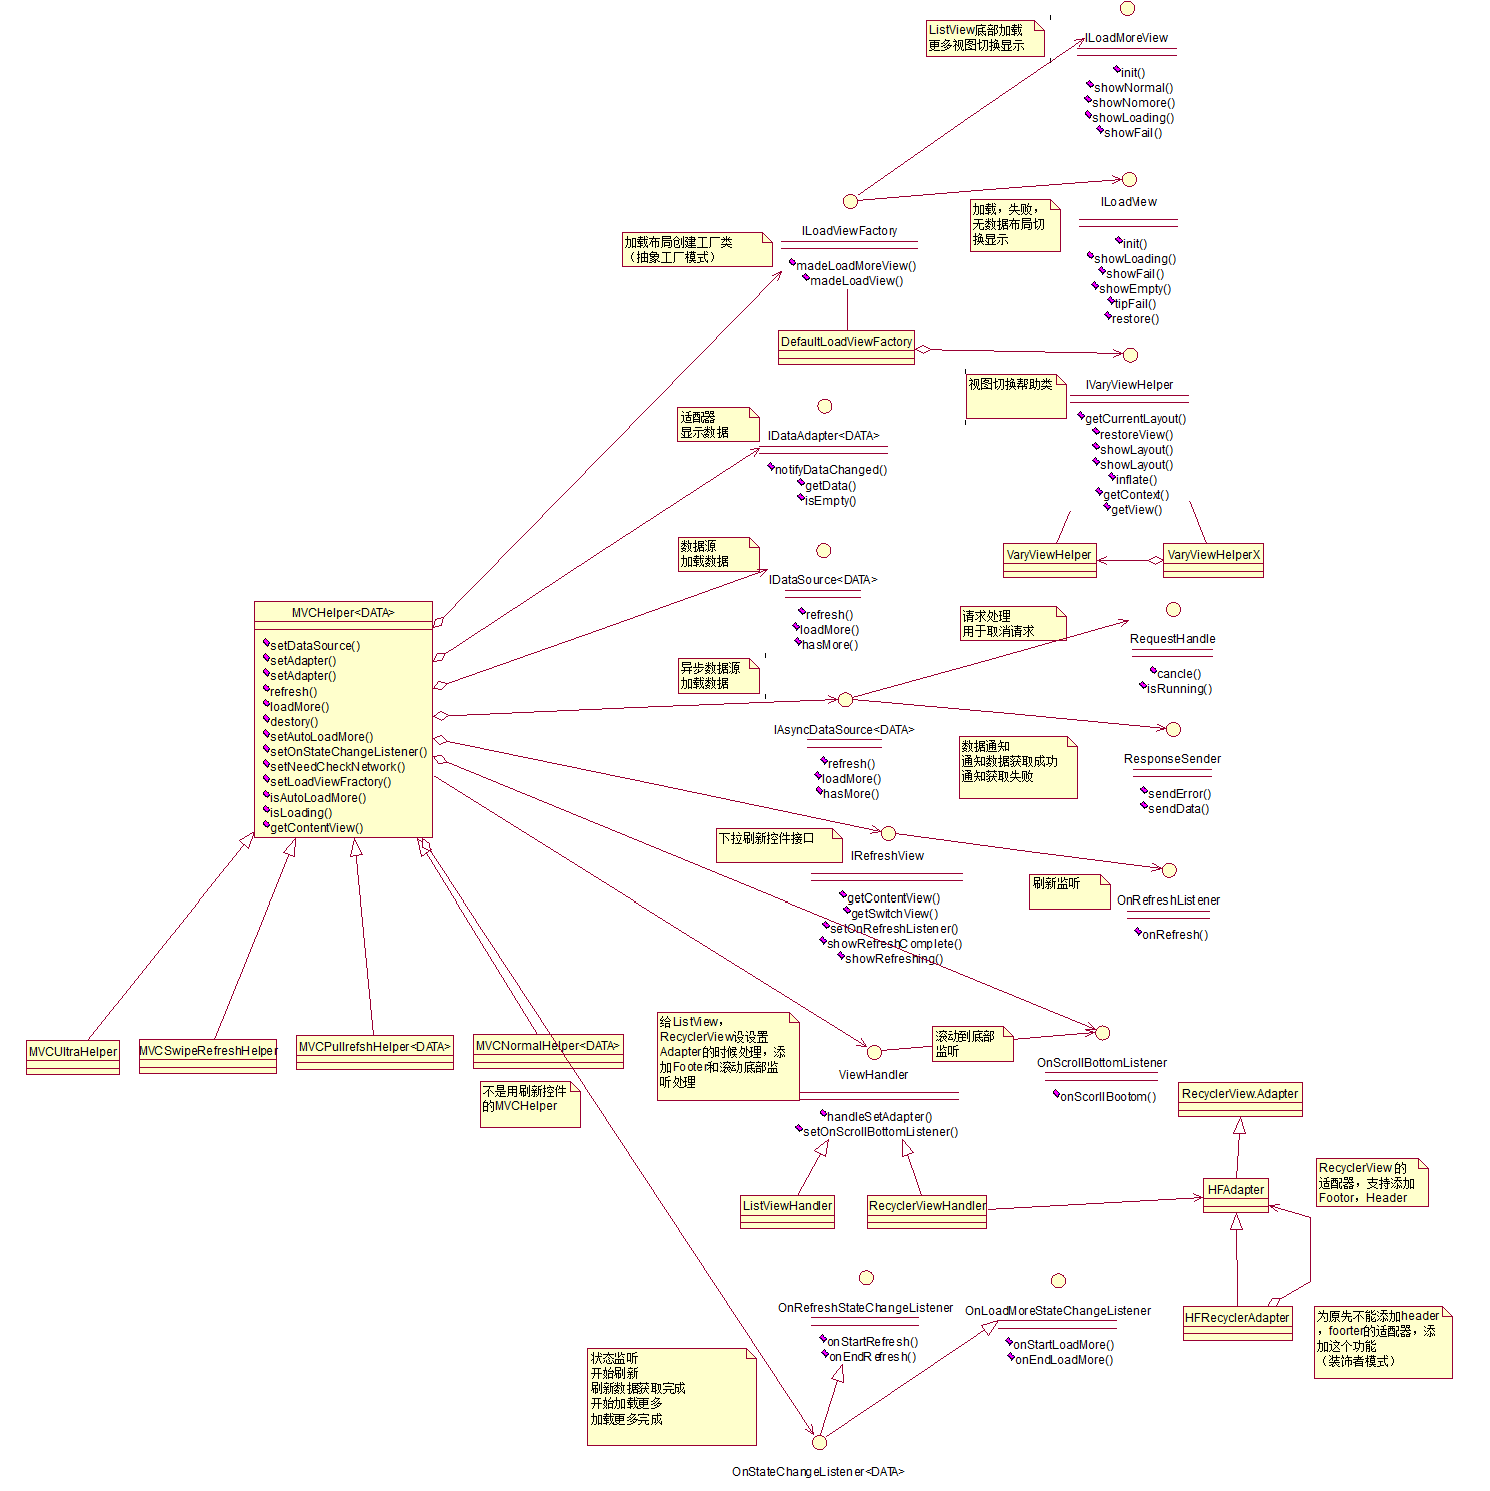 ListView底部加载
更多视图切换显示
ILoadMoreView
init()
showNormal()
showNomore()
showLoading()
showFail()
加载，失败，
无数据布局切
换显示
ILoadView
init()
showLoading()
showFail()
showEmpty()
tipFail()
restore()
加载布局创建工厂类
（抽象工厂模式）
ILoadViewFactory
madeLoadMoreView()
madeLoadView()
DefaultLoadViewFactory
视图切换帮助类
IVaryViewHelper
getCurrentLayout()
restoreView()
showLayout()
showLayout()
inflate()
getContext()
getView()
VaryViewHelper
VaryViewHelperX
适配器
显示数据
IDataAdapter<DATA>
notifyDataChanged()
getData()
isEmpty()
数据源
加载数据
IDataSource<DATA>
refresh()
loadMore()
hasMore()
MVCHelper<DATA>
setDataSource()
setAdapter()
setAdapter()
refresh()
loadMore()
destory()
setAutoLoadMore()
setOnStateChangeListener()
setNeedCheckNetwork()
setLoadViewFractory()
isAutoLoadMore()
isLoading()
getContentView()
请求处理
用于取消请求
RequestHandle
cancle()
isRunning()
异步数据源
加载数据
IAsyncDataSource<DATA>
refresh()
loadMore()
hasMore()
数据通知
通知数据获取成功
通知获取失败
ResponseSender
sendError()
sendData()
下拉刷新控件接口
IRefreshView
getContentView()
getSwitchView()
setOnRefreshListener()
showRefreshComplete()
showRefreshing()
刷新监听
OnRefreshListener
onRefresh()
MVCUltraHelper
MVCSwipeRefreshHelper
MVCPullrefshHelper<DATA>
MVCNormalHelper<DATA>
不是用刷新控件
的MVCHelper
给ListView，
RecyclerView设设置
Adapter的时候处理，添
加Footer和滚动底部监
听处理
ViewHandler
handleSetAdapter()
setOnScrollBottomListener()
滚动到底部
监听
OnScrollBottomListener
onScorllBootom()
RecyclerView.Adapter
ListViewHandler
RecyclerViewHandler
HFAdapter
RecyclerView 的
适配器，支持添加
Footor，Header
HFRecyclerAdapter
为原先不能添加header
，foorter的适配器，添
加这个功能
（装饰者模式）
OnRefreshStateChangeListener
onStartRefresh()
onEndRefresh()
OnLoadMoreStateChangeListener
onStartLoadMore()
onEndLoadMore()
状态监听
开始刷新
刷新数据获取完成
开始加载更多
加载更多完成
OnStateChangeListener<DATA>